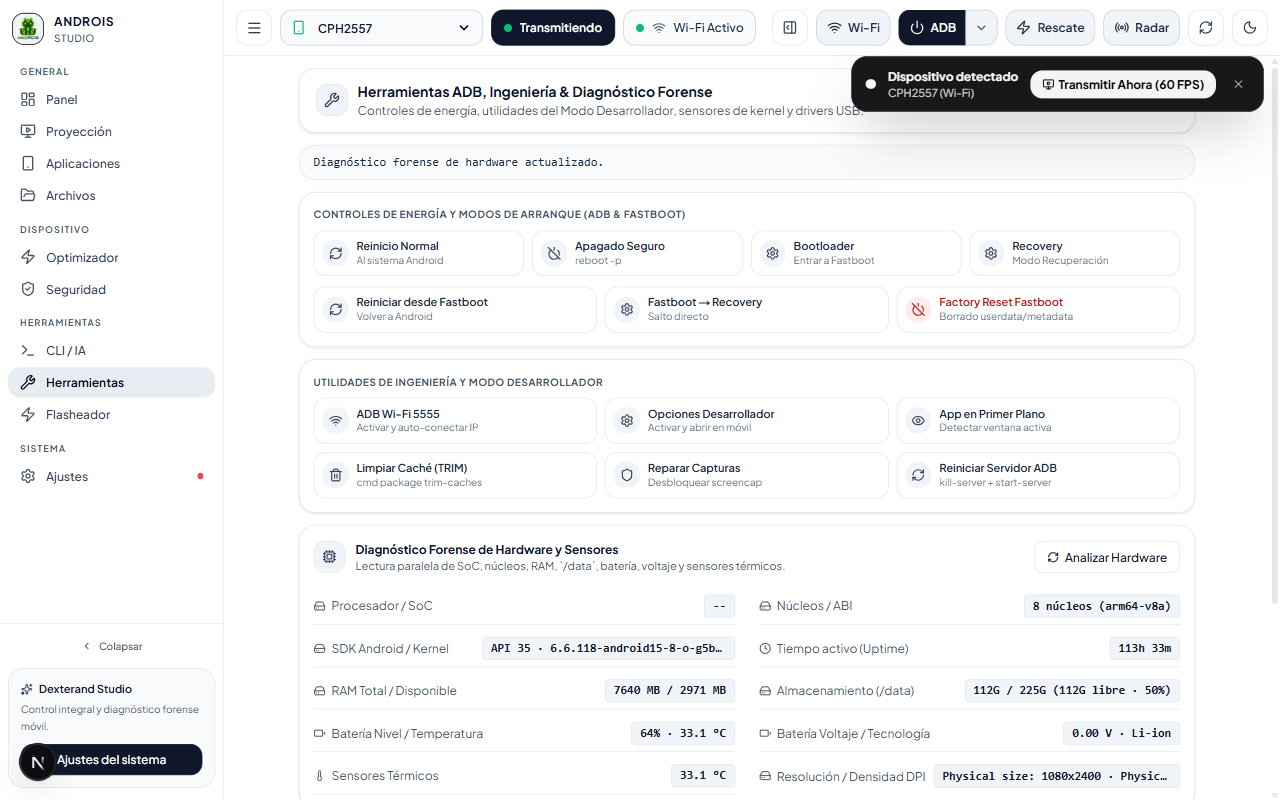 ANDROIS
STUDIO
CPH2557
Transmitiendo
Wi-Fi Activo
Wi-Fi
ADB
Rescate
Radar
Dispositivo detectado
CPH2557 (Wi-Fi)
Transmitir Ahora (60 FPS)
GENERAL
Panel
Proyección
Aplicaciones
Archivos
DISPOSITIVO
Optimizador
Seguridad
HERRAMIENTAS
CLI / IA
Herramientas
Flasheador
SISTEMA
Ajustes
Colapsar
Dexterand Studio
Control integral y diagnóstico forense
móvil.
N
Ajustes del sistema
Herramientas ADB, Ingeniería & Diagnóstico Forense
Controles de energía, utilidades del Modo Desarrollador, sensores de kernel y drivers USB.
Diagnóstico forense de hardware actualizado.
CONTROLES DE ENERGÍA Y MODOS DE ARRANQUE (ADB & FASTBOOT)
Reinicio Normal
Al sistema Android
Apagado Seguro
reboot -p
Bootloader
Entrar a Fastboot
Recovery
Modo Recuperación
Reiniciar desde Fastboot
Volver a Android
Fastboot → Recovery
Salto directo
Factory Reset Fastboot
Borrado userdata/metadata
UTILIDADES DE INGENIERÍA Y MODO DESARROLLADOR
ADB Wi-Fi 5555
Activar y auto-conectar IP
Opciones Desarrollador
Activar y abrir en móvil
App en Primer Plano
Detectar ventana activa
Limpiar Caché (TRIM)
cmd package trim-caches
Reparar Capturas
Desbloquear screencap
Reiniciar Servidor ADB
kill-server + start-server
Diagnóstico Forense de Hardware y Sensores
Lectura paralela de SoC, núcleos, RAM, `/data`, batería, voltaje y sensores térmicos.
Analizar Hardware
Procesador / SoC --
Núcleos / ABI 8 núcleos (arm64-v8a)
SDK Android / Kernel API 35 · 6.6.118-android15-8-o-g5b…
Tiempo activo (Uptime) 113h 33m
RAM Total / Disponible 7640 MB / 2971 MB
Almacenamiento (/data) 112G / 225G (112G libre · 50%)
Batería Nivel / Temperatura 64% · 33.1 °C
Batería Voltaje / Tecnología 0.00 V · Li-ion
Sensores Térmicos 33.1 °C
Resolución / Densidad DPI Physical size: 1080x2400 · Physic…